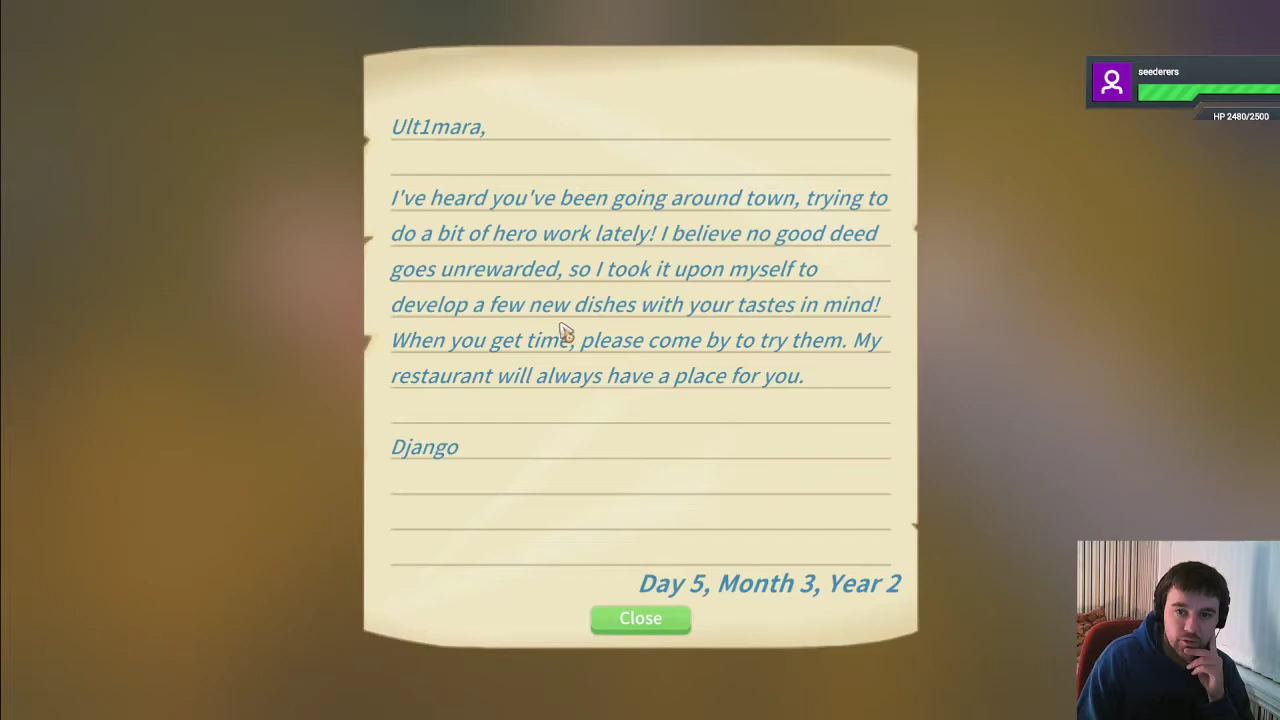 seederers
HP 2480/2500
Ult1mara,
I've heard you've been going around town, trying to
do a bit of hero work lately! I believe no good deed
goes unrewarded, so I took it upon myself to
develop a few new dishes with your tastes in mind!
When you get time, please come by to try them. My
restaurant will always have a place for you.
Django
Day 5, Month 3, Year 2
Close